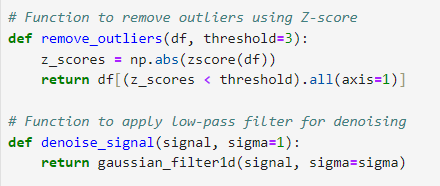 # Function to remove outliers using Z-score
def remove_outliers(df, threshold=3):
    z_scores = np.abs(zscore(df))
    return df[(z_scores < threshold).all(axis=1)]

# Function to apply low-pass filter for denoising
def denoise_signal(signal, sigma=1):
    return gaussian_filter1d(signal, sigma=sigma)